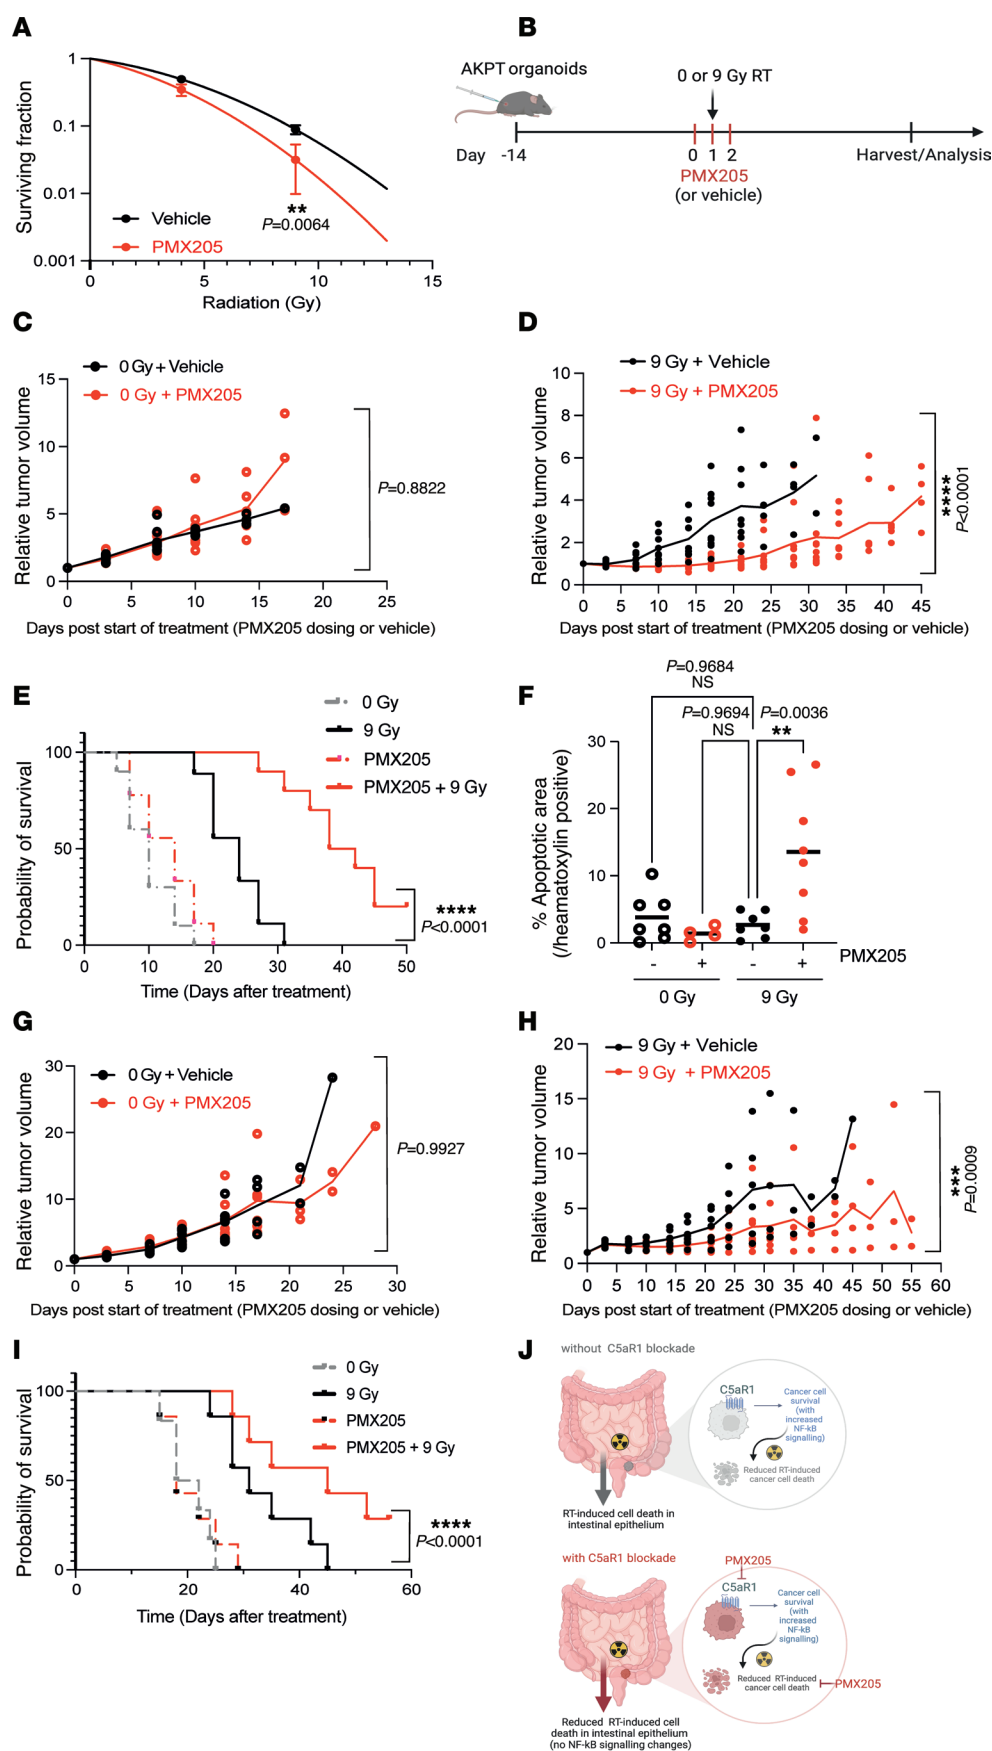 A
Surviving fraction
1
0.1
0.01
0.001
Vehicle
PMX205
**
P=0.0064
0 5 10 15
Radiation (Gy)
B
AKPT organoids
0 or 9 Gy RT
Day -14 0 1 2 Harvest/Analysis
PMX205
(or vehicle)
C
0 Gy + Vehicle
0 Gy + PMX205
Relative tumor volume
15
10
5
0
P=0.8822
0 5 10 15 20 25
Days post start of treatment (PMX205 dosing or vehicle)
D
9 Gy + Vehicle
9 Gy + PMX205
Relative tumor volume
10
8
6
4
2
0
****
P<0.0001
0 5 10 15 20 25 30 35 40 45
Days post start of treatment (PMX205 dosing or vehicle)
E
0 Gy
9 Gy
PMX205
PMX205 + 9 Gy
Probability of survival
100
50
0
****
P<0.0001
0 10 20 30 40 50
Time (Days after treatment)
F
P=0.9684
NS
P=0.9694
NS
P=0.0036
**
% Apoptotic area
(/heamatoxylin positive)
30
20
10
0
- + - + PMX205
0 Gy 9 Gy
G
0 Gy + Vehicle
0 Gy + PMX205
Relative tumor volume
30
20
10
0
P=0.9927
0 5 10 15 20 25 30
Days post start of treatment (PMX205 dosing or vehicle)
H
9 Gy + Vehicle
9 Gy + PMX205
Relative tumor volume
20
15
10
5
0
***
P=0.0009
0 5 10 15 20 25 30 35 40 45 50 55 60
Days post start of treatment (PMX205 dosing or vehicle)
I
0 Gy
9 Gy
PMX205
PMX205 + 9 Gy
Probability of survival
100
50
0
****
P<0.0001
0 20 40 60
Time (Days after treatment)
J
without C5aR1 blockade
C5aR1
Cancer cell
survival
(with
increased
NF-kB
signalling)
Reduced RT-induced
cancer cell death
RT-induced cell death in
intestinal epithelium
with C5aR1 blockade
PMX205
C5aR1
Cancer cell
survival
(with
increased
NF-kB
signalling)
Reduced RT-induced
cancer cell death
PMX205
Reduced RT-induced cell
death in intestinal epithelium
(no NF-kB signalling changes)